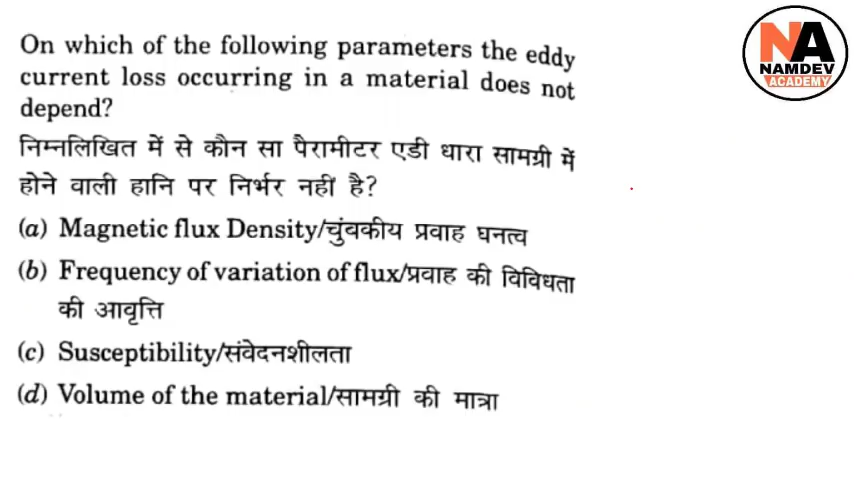 On which of the following parameters the eddy
current loss occurring in a material does not
depend?
निम्नलिखित में से कौन सा पैरामीटर एडी धारा सामग्री में
होने वाली हानि पर निर्भर नहीं है?
(a) Magnetic flux Density/चुंवकीय प्रवाह घनत्व
(b) Frequency of variation of flux/प्रवाह की विविधता
की आवृत्ति
(c) Susceptibility/संवेदनशीलता
(d) Volume of the material/सामग्री की मात्रा
NA
NAMDEV
ACADEMY